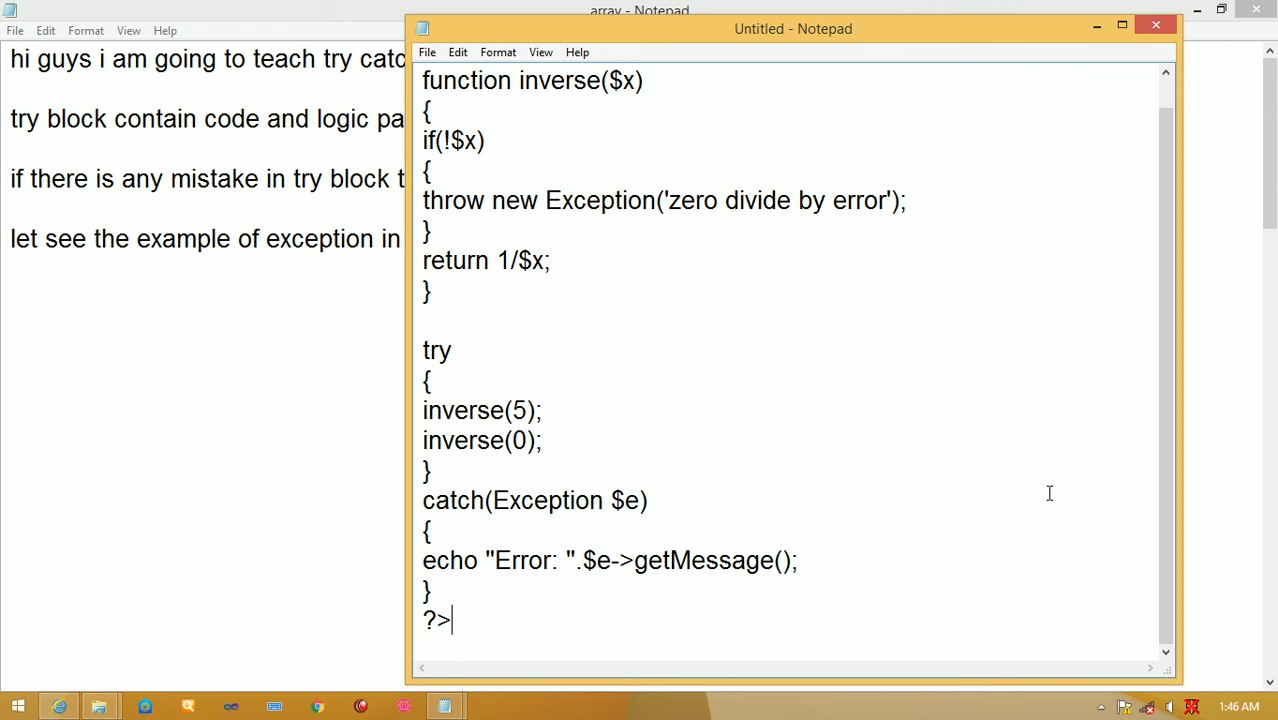 array - Notepad
File Edit Format View Help
hi guys i am going to teach try catc
try block contain code and logic pa
if there is any mistake in try block t
let see the example of exception in
Untitled - Notepad
File Edit Format View Help
function inverse($x)
{
if(!$x)
{
throw new Exception('zero divide by error');
}
return 1/$x;
}
try
{
inverse(5);
inverse(0);
}
catch(Exception $e)
{
echo "Error: ".$e->getMessage();
}
?>
1:46 AM